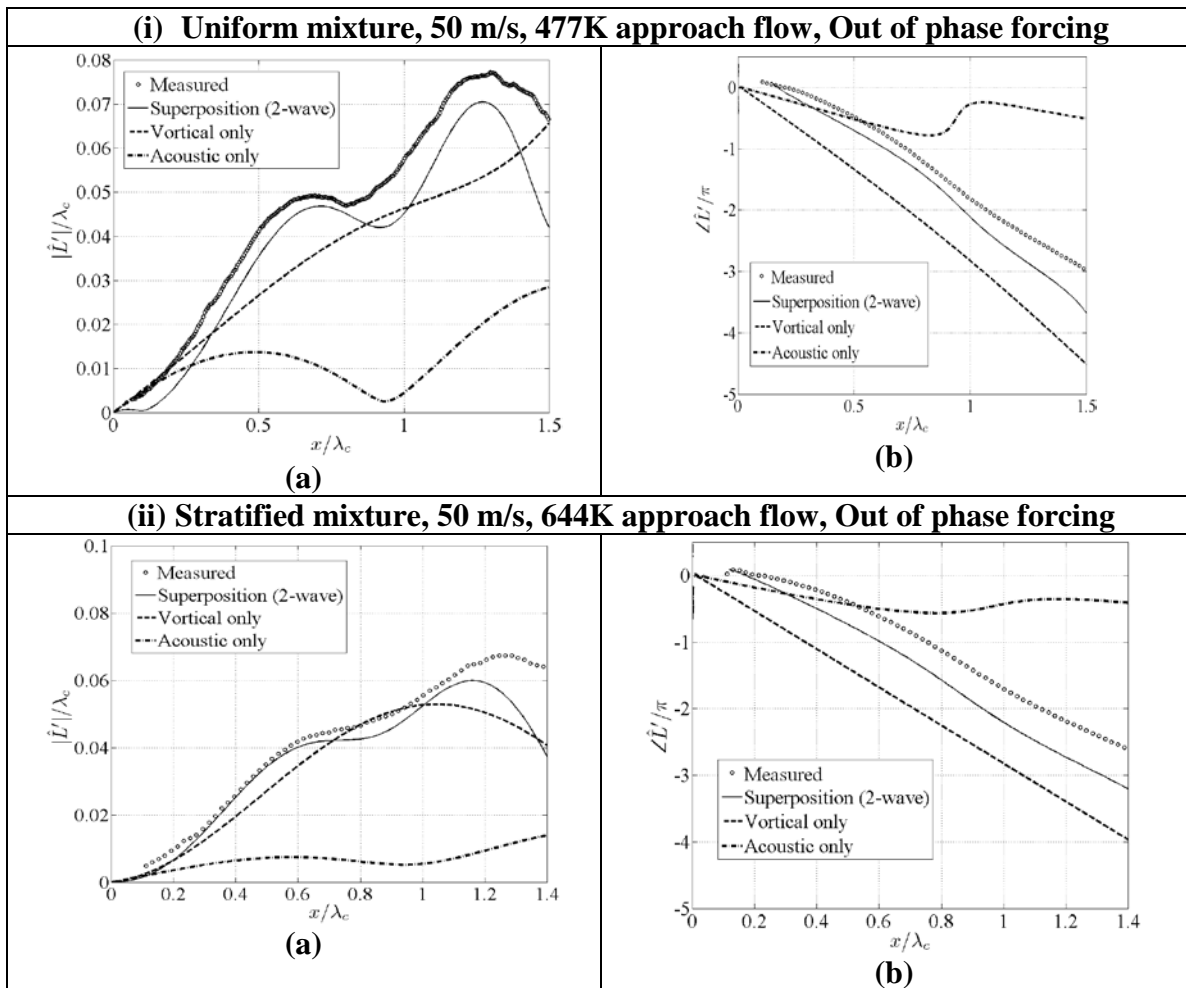 (i) Uniform mixture, 50 m/s, 477K approach flow, Out of phase forcing
0.08
0.07
0.06
0.05
0.04
0.03
0.02
0.01
0
|L̂′|/λc
Measured
Superposition (2-wave)
Vortical only
Acoustic only
0
0.5
1
1.5
x/λc
(a)
0
-1
-2
-3
-4
-5
∠L̂′/π
Measured
Superposition (2-wave)
Vortical only
Acoustic only
0
0.5
1
1.5
x/λc
(b)
(ii) Stratified mixture, 50 m/s, 644K approach flow, Out of phase forcing
0.1
0.08
0.06
0.04
0.02
0
|L̂′|/λc
Measured
Superposition (2-wave)
Vortical only
Acoustic only
0
0.2
0.4
0.6
0.8
1
1.2
1.4
x/λc
(a)
0
-1
-2
-3
-4
-5
∠L̂′/π
Measured
Superposition (2-wave)
Vortical only
Acoustic only
0
0.2
0.4
0.6
0.8
1
1.2
1.4
x/λc
(b)